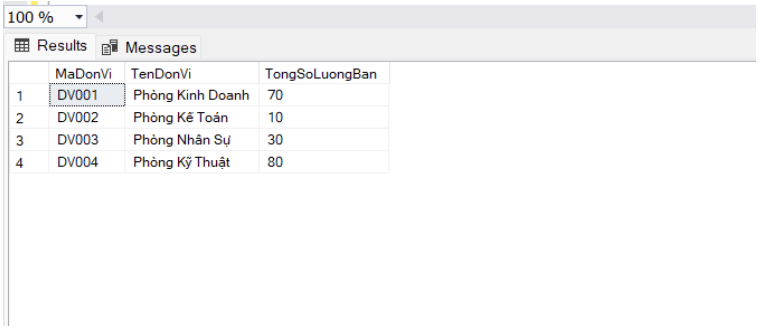 100 %
Results Messages
MaDonVi TenDonVi TongSoLuongBan
1 DV001 Phòng Kinh Doanh 70
2 DV002 Phòng Kế Toán 10
3 DV003 Phòng Nhân Sự 30
4 DV004 Phòng Kỹ Thuật 80